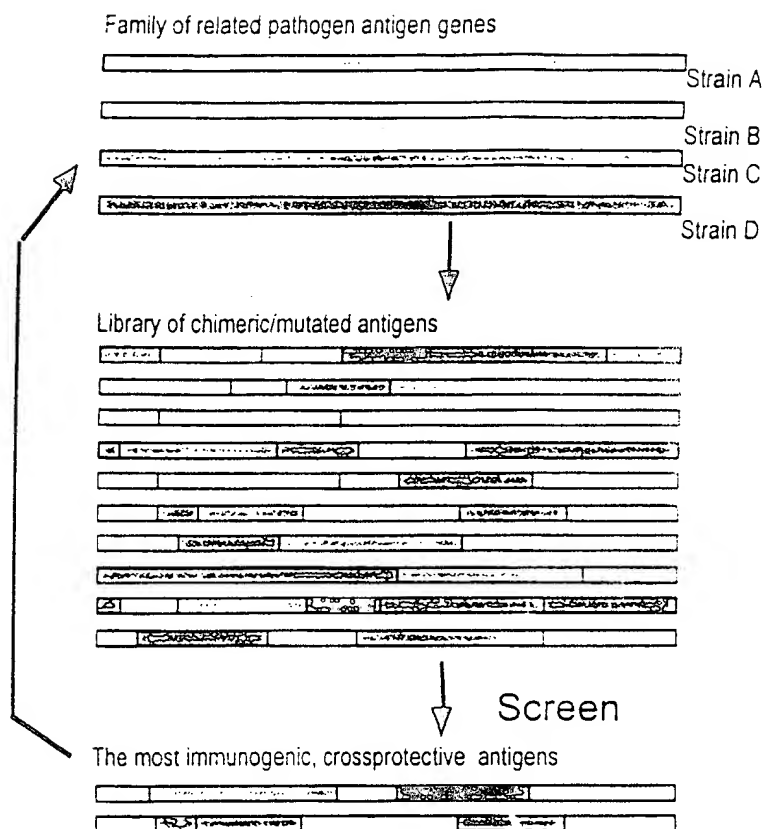 Family of related pathogen antigen genes
Strain A
Strain B
Strain C
Strain D
Library of chimeric/mutated antigens
Screen
The most immunogenic, crossprotective antigens